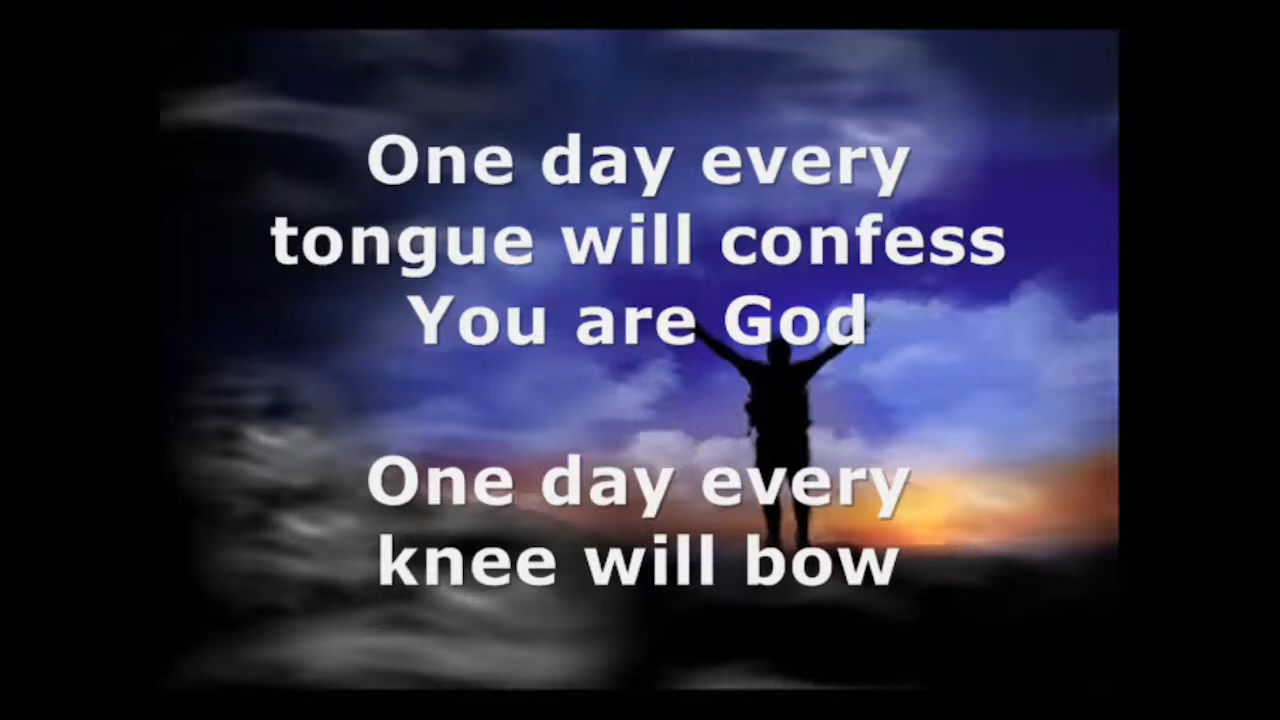 One day every
tongue will confess
You are God
One day every
knee will bow